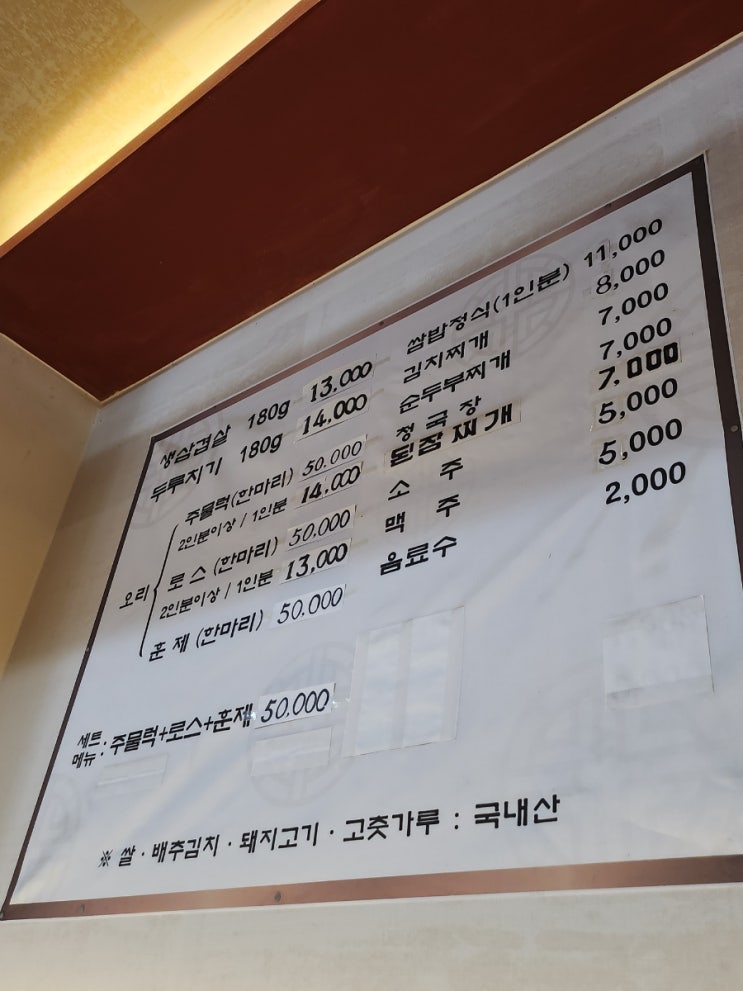 생삼겹살 180g 13,000
두루치기 180g 14,000
오리
주물럭(한마리) 50,000
2인분이상 / 1인분 14,000
로스 (한마리) 50,000
2인분이상 / 1인분 13,000
훈제 (한마리) 50,000
세트메뉴 : 주물럭+로스+훈제 50,000
쌈밥정식(1인분) 11,000
김치찌개 8,000
순두부찌개 7,000
청국장 7,000
된장찌개 7,000
소주 5,000
맥주 5,000
음료수 2,000
※ 쌀 · 배추김치 · 돼지고기 · 고춧가루 : 국내산